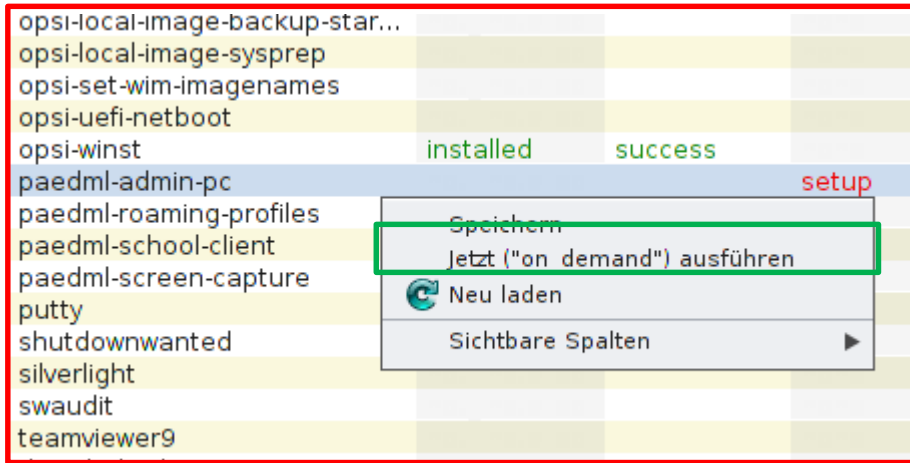 opsi-local-image-backup-star...
opsi-local-image-sysprep
opsi-set-wim-imagenames
opsi-uefi-netboot
opsi-winst installed success
paedml-admin-pc setup
paedml-roaming-profiles
Speichern
paedml-school-client
Jetzt ("on_demand") ausführen
paedml-screen-capture
Neu laden
putty
shutdownwanted
Sichtbare Spalten
silverlight
swaudit
teamviewer9